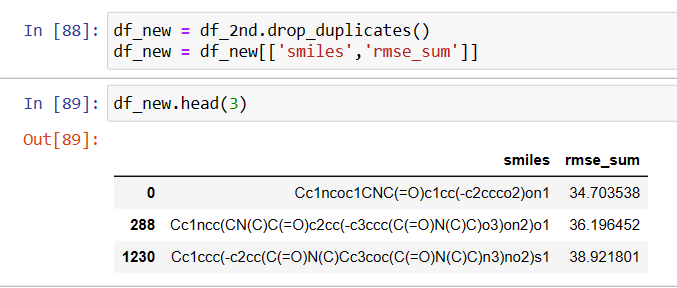 In [88]: df_new = df_2nd.drop_duplicates()
df_new = df_new[['smiles','rmse_sum']]
In [89]: df_new.head(3)
Out[89]:
smiles rmse_sum
0 Cc1ncoc1CNC(=O)c1cc(-c2ccco2)on1 34.703538
288 Cc1ncc(CN(C)C(=O)c2cc(-c3ccc(C(=O)N(C)C)o3)on2)o1 36.196452
1230 Cc1ccc(-c2cc(C(=O)N(C)Cc3coc(C(=O)N(C)C)n3)no2)s1 38.921801